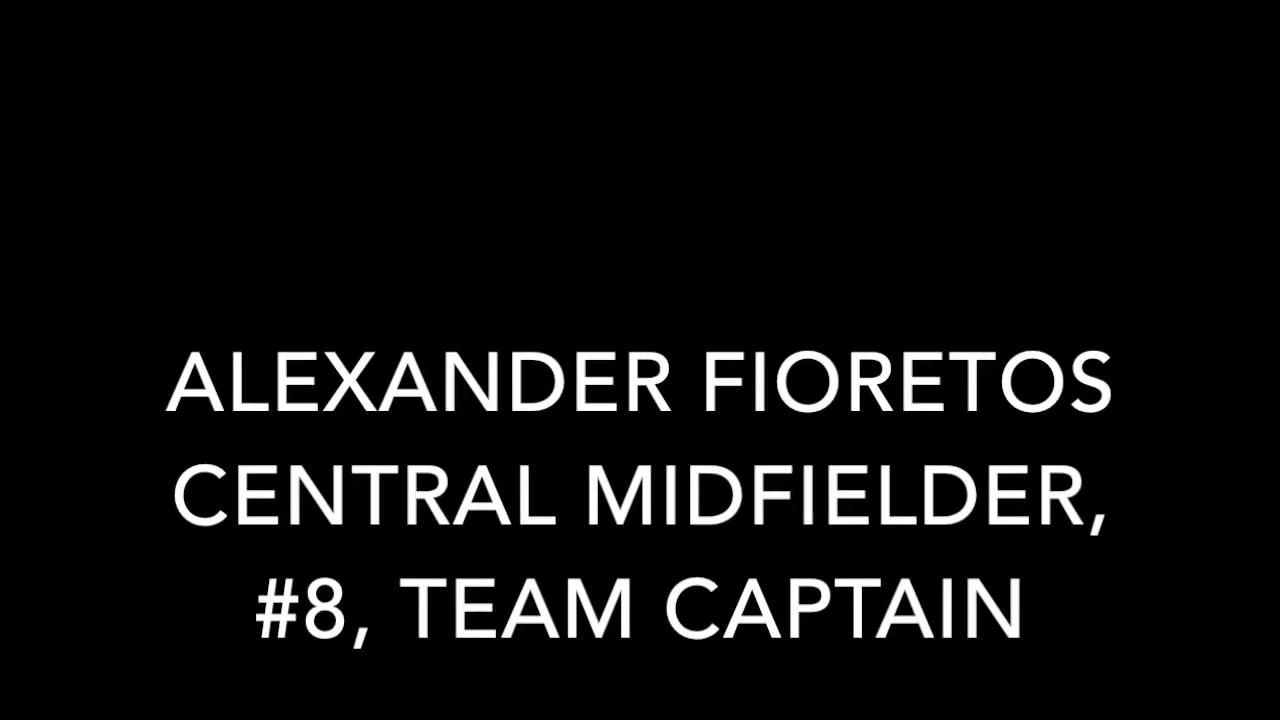 ALEXANDER FIORETOS
CENTRAL MIDFIELDER,
#8, TEAM CAPTAIN